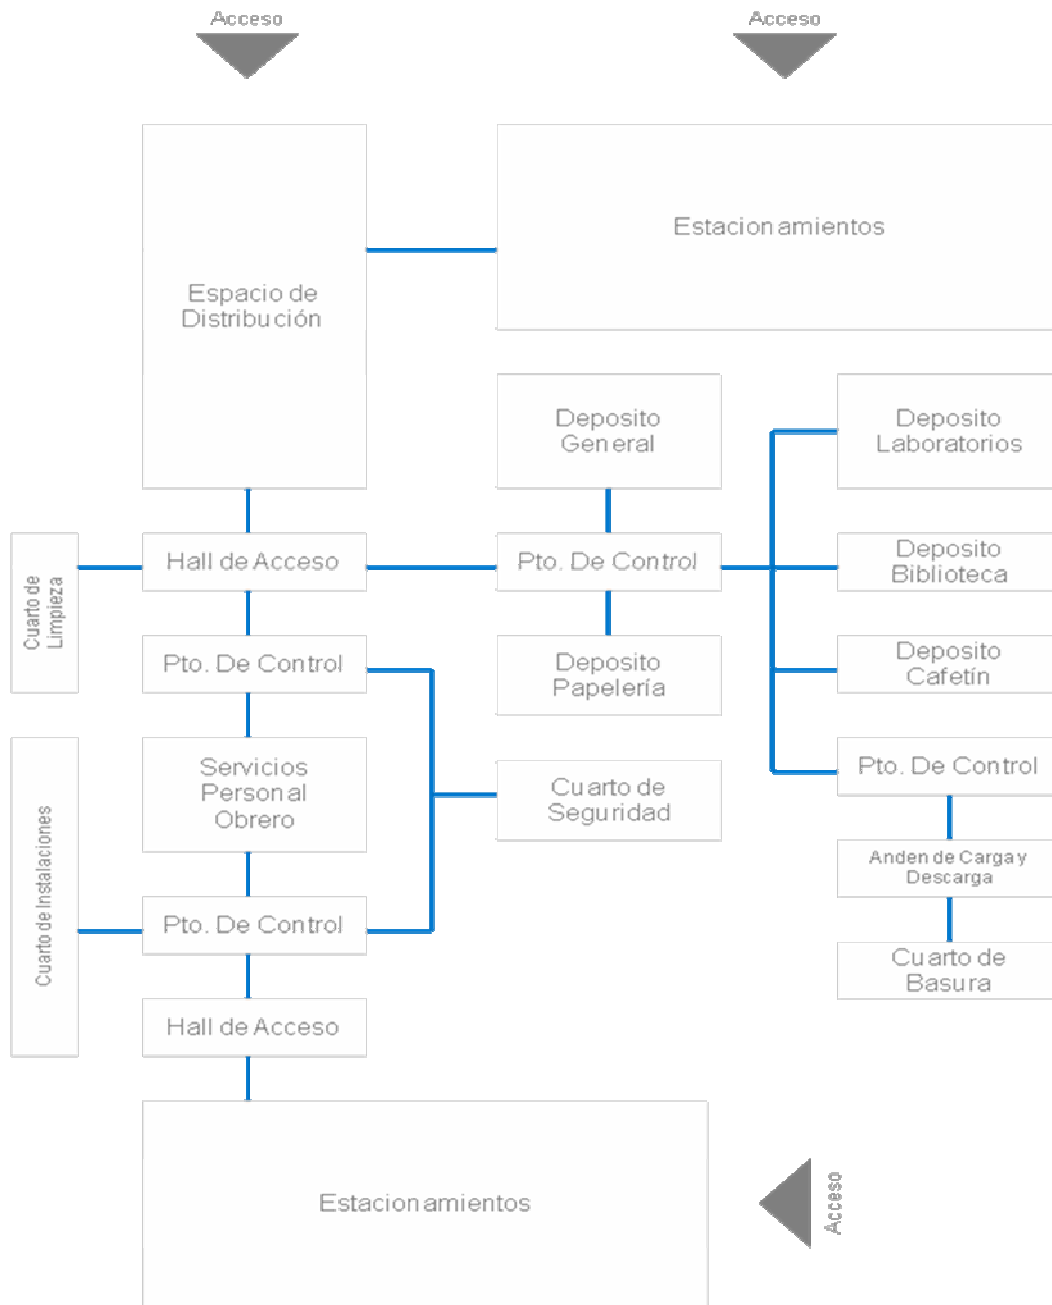 Acceso
Acceso
Estacionamientos
Espacio de
Distribución
Deposito
General
Deposito
Laboratorios
Cuarto de
Limpieza
Hall de Acceso
Pto. De Control
Deposito
Biblioteca
Pto. De Control
Deposito
Papelería
Deposito
Cafetín
Cuarto de Instalaciones
Servicios
Personal
Obrero
Cuarto de
Seguridad
Pto. De Control
Anden de Carga y
Descarga
Pto. De Control
Cuarto de
Basura
Hall de Acceso
Estacionamientos
Acceso